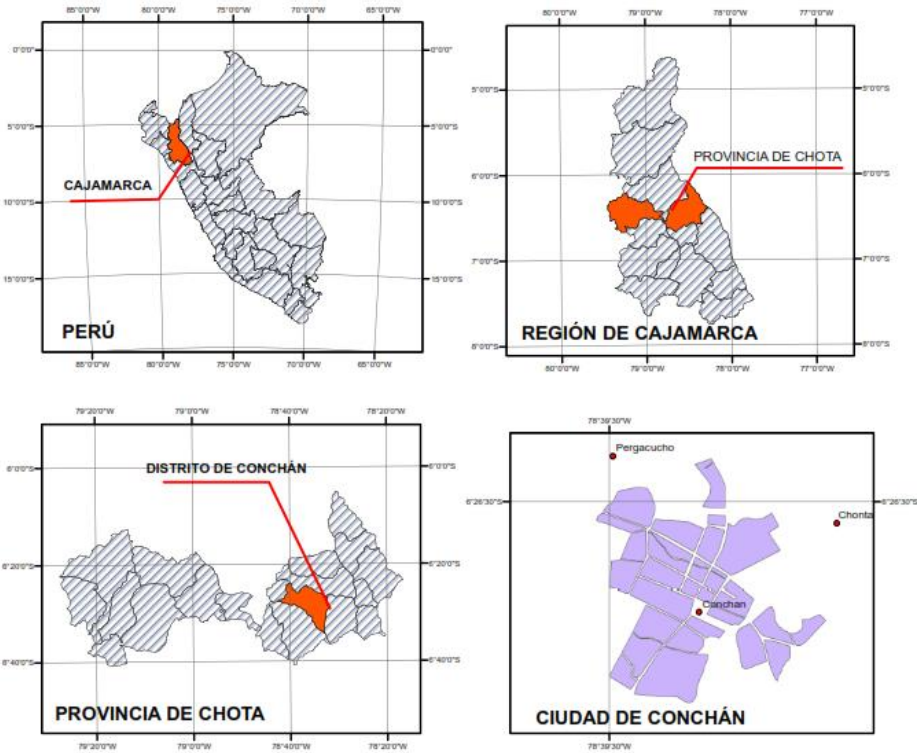 85°0'0"W 80°0'0"W 75°0'0"W 70°0'0"W 65°0'0"W
0°0'0" 0°0'0"S
5°0'0"S 5°0'0"S
CAJAMARCA
10°0'0"S 10°0'0"S
15°0'0"S 15°0'0"S
PERÚ
85°0'0"W 80°0'0"W 75°0'0"W 70°0'0"W 65°0'0"W
80°0'0"W 79°0'0"W 78°0'0"W 77°0'0"W
5°0'0"S 5°0'0"S
PROVINCIA DE CHOTA
6°0'0"S 6°0'0"S
7°0'0"S 7°0'0"S
REGIÓN DE CAJAMARCA
8°0'0"S 8°0'0"S
80°0'0"W 79°0'0"W 78°0'0"W 77°0'0"W
79°20'0"W 79°0'0"W 78°40'0"W 78°20'0"W
DISTRITO DE CONCHÁN
6°0'0"S 6°0'0"S
6°20'0"S 6°20'0"S
6°40'0"S 6°40'0"S
PROVINCIA DE CHOTA
79°20'0"W 79°0'0"W 78°40'0"W 78°20'0"W
78°39'30"W
Pergacucho
6°26'30"S 6°26'30"S
Chonta
Canchan
CIUDAD DE CONCHÁN
78°39'30"W